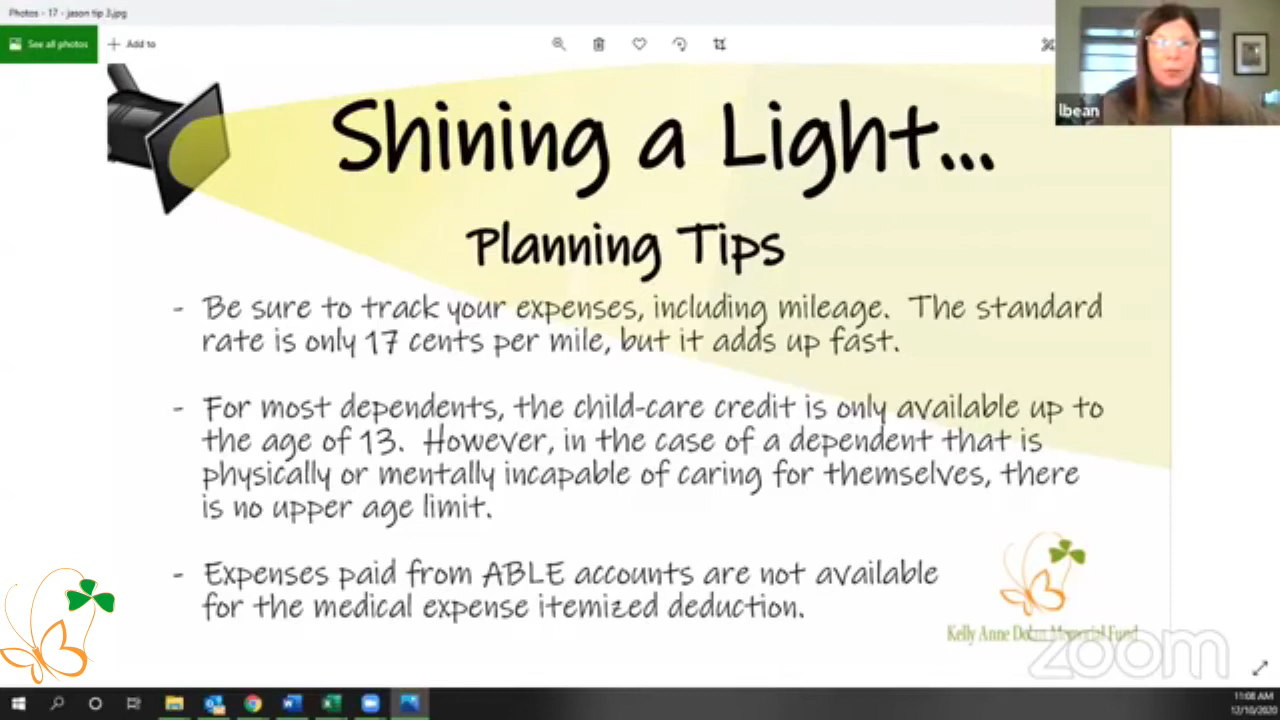 Photos - 17 - jason tip 3.jpg
See all photos
Add to
lbean
Shining a Light...
Planning Tips
- Be sure to track your expenses, including mileage. The standard
rate is only 17 cents per mile, but it adds up fast.
- For most dependents, the child-care credit is only available up to
the age of 13. However, in the case of a dependent that is
physically or mentally incapable of caring for themselves, there
is no upper age limit.
- Expenses paid from ABLE accounts are not available
for the medical expense itemized deduction.
Kelly Anne Dolan Memorial Fund
zoom
11:08 AM
12/10/2020